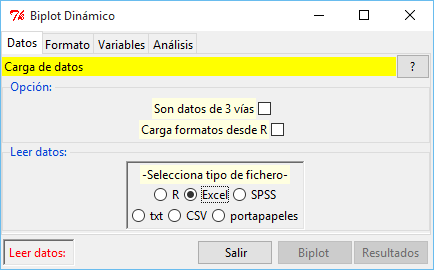 Biplot Dinámico
Datos Formato Variables Análisis
Carga de datos ?
Opción:
Son datos de 3 vías
Carga formatos desde R
Leer datos:
-Selecciona tipo de fichero-
R Excel SPSS
txt CSV portapapeles
Leer datos: Salir Biplot Resultados